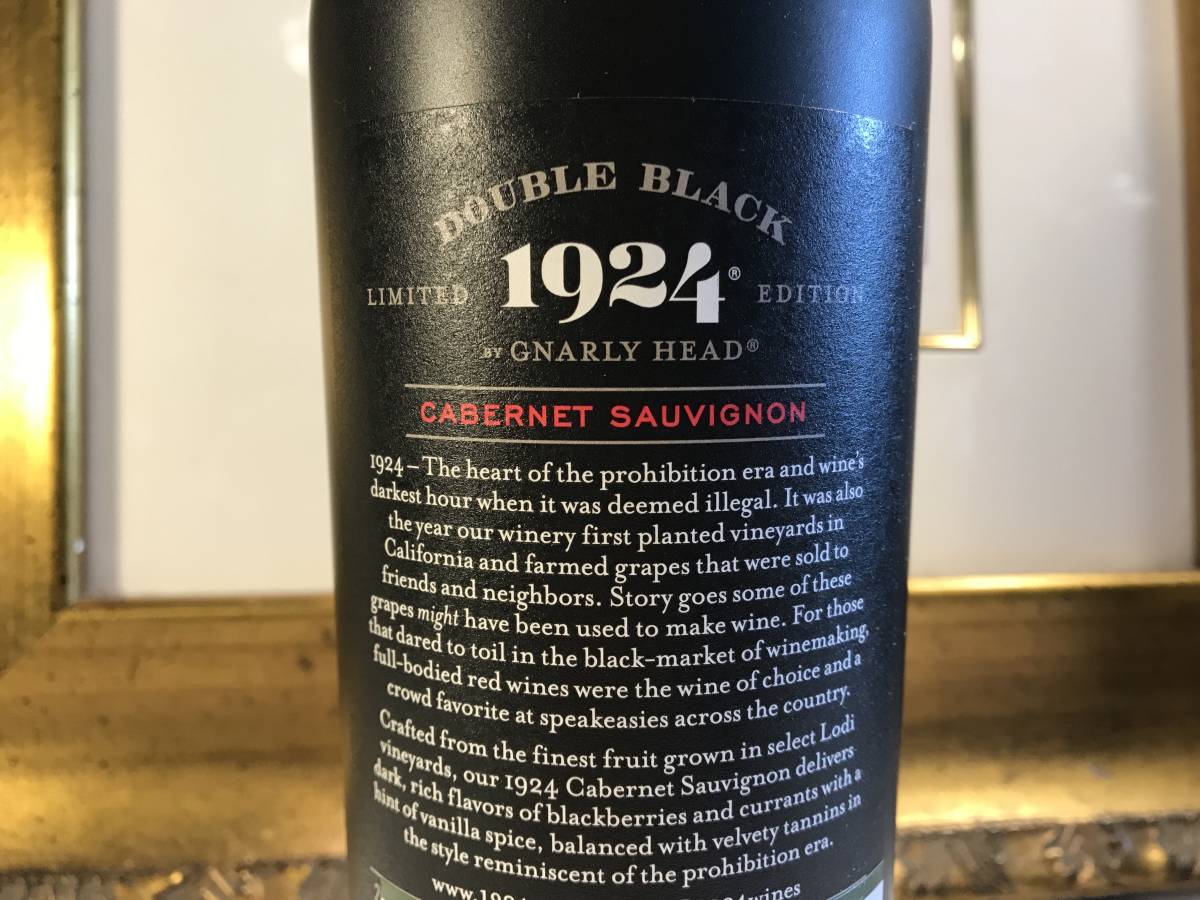 DOUBLE BLACK
LIMITED 1924® EDITION
BY GNARLY HEAD®
CABERNET SAUVIGNON
1924–The heart of the prohibition era and wine's
darkest hour when it was deemed illegal. It was also
the year our winery first planted vineyards in
California and farmed grapes that were sold to
friends and neighbors. Story goes some of these
grapes might have been used to make wine. For those
that dared to toil in the black-market of winemaking,
full-bodied red wines were the wine of choice and a
crowd favorite at speakeasies across the country.
Crafted from the finest fruit grown in select Lodi
vineyards, our 1924 Cabernet Sauvignon delivers
dark, rich flavors of blackberries and currants with a
hint of vanilla spice, balanced with velvety tannins in
the style reminiscent of the prohibition era.